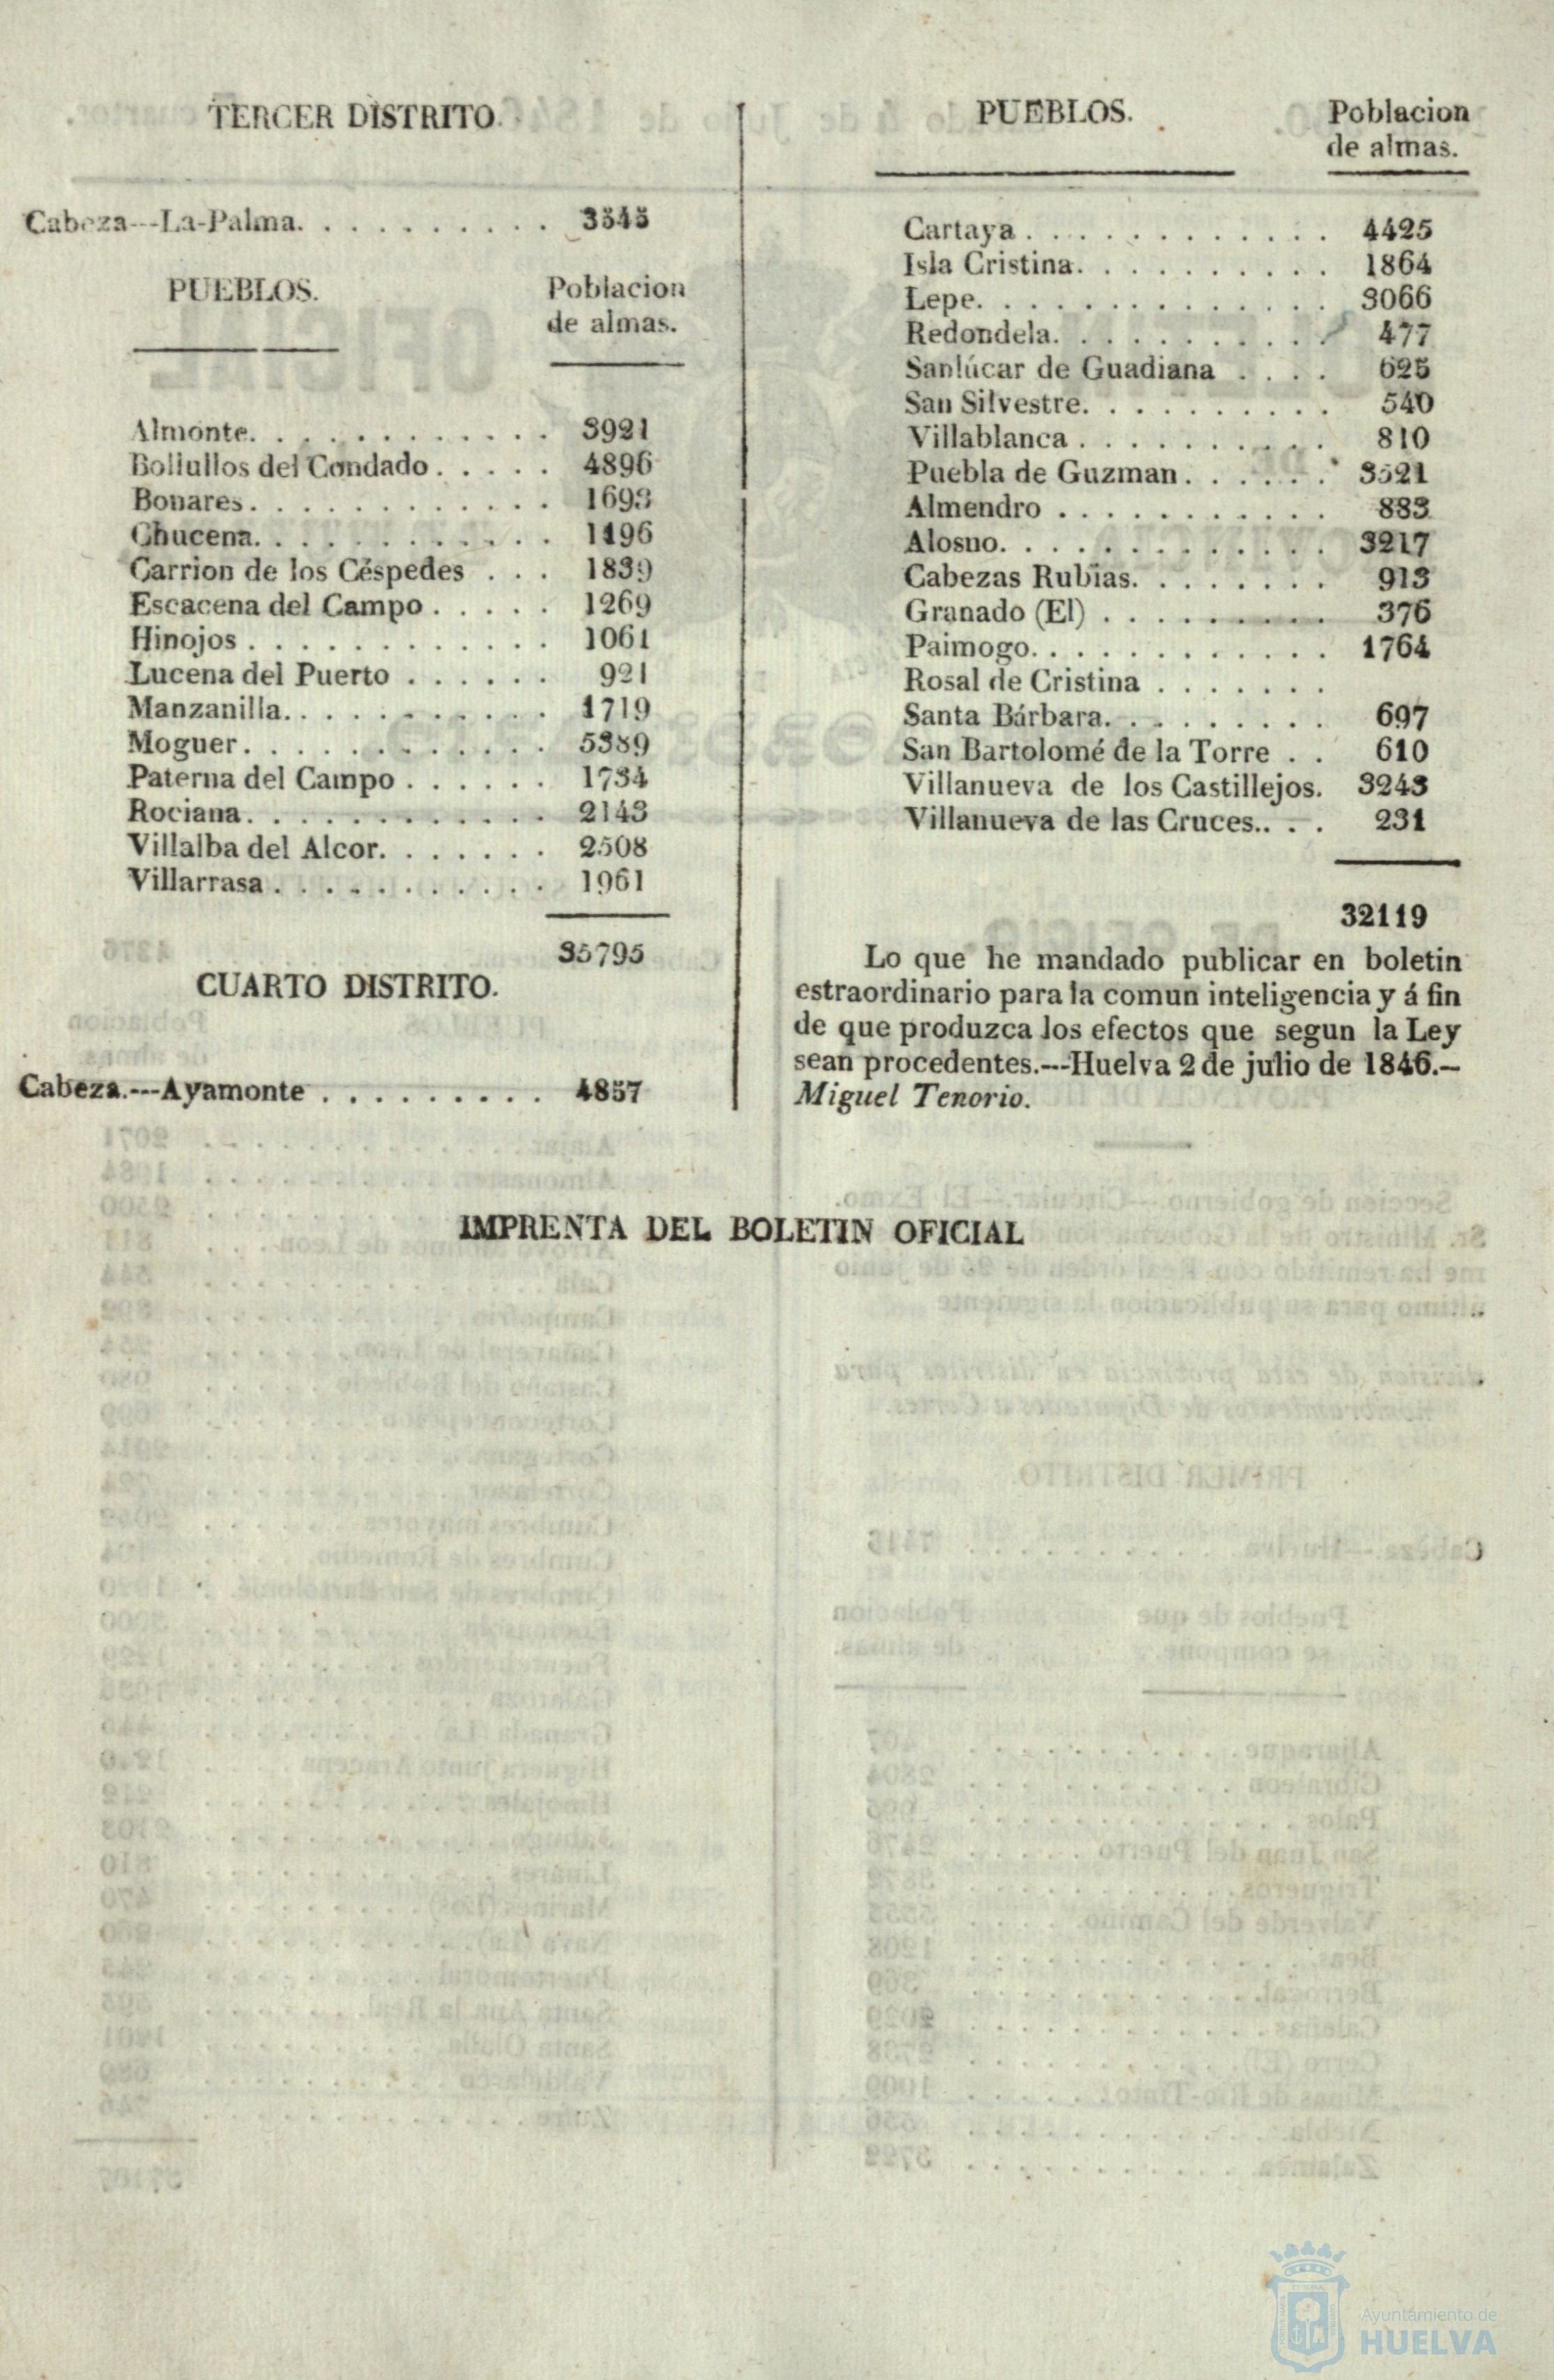 TERCER DISTRITO.
Cabeza---La-Palma. . . . . . . . . . 3545
PUEBLOS. Poblacion
de almas.
Almonte. . . . . . . . . . . . 3921
Bollullos del Condado . . . . . 4896
Bonares. . . . . . . . . . . . 1693
Chucena. . . . . . . . . . . . 1196
Carrion de los Céspedes . . . 1839
Escacena del Campo . . . . . 1269
Hinojos . . . . . . . . . . . . 1061
Lucena del Puerto . . . . . . 921
Manzanilla. . . . . . . . . . . 1719
Moguer. . . . . . . . . . . . 5389
Paterna del Campo . . . . . . 1734
Rociana. . . . . . . . . . . . 2143
Villalba del Alcor. . . . . . . 2508
Villarrasa . . . . . . . . . . . 1961
35795
CUARTO DISTRITO.
Cabeza.---Ayamonte . . . . . . . . . 4857
PUEBLOS. Poblacion
de almas.
Cartaya . . . . . . . . . . . . 4425
Isla Cristina. . . . . . . . . . 1864
Lepe. . . . . . . . . . . . . . 3066
Redondela. . . . . . . . . . . 477
Sanlúcar de Guadiana . . . . 625
San Silvestre. . . . . . . . . . 540
Villablanca . . . . . . . . . . 810
Puebla de Guzman. . . . . . 3521
Almendro . . . . . . . . . . . 883
Alosno. . . . . . . . . . . . . 3217
Cabezas Rubias. . . . . . . . 913
Granado (El) . . . . . . . . . 376
Paimogo. . . . . . . . . . . . 1764
Rosal de Cristina . . . . . . .
Santa Bárbara. . . . . . . . . 697
San Bartolomé de la Torre . . 610
Villanueva de los Castillejos. 3243
Villanueva de las Cruces.. . . 231
32119
Lo que he mandado publicar en boletin
estraordinario para la comun inteligencia y á fin
de que produzca los efectos que segun la Ley
sean procedentes.---Huelva 2 de julio de 1846.—
Miguel Tenorio.
IMPRENTA DEL BOLETIN OFICIAL
Ayuntamiento de
HUELVA